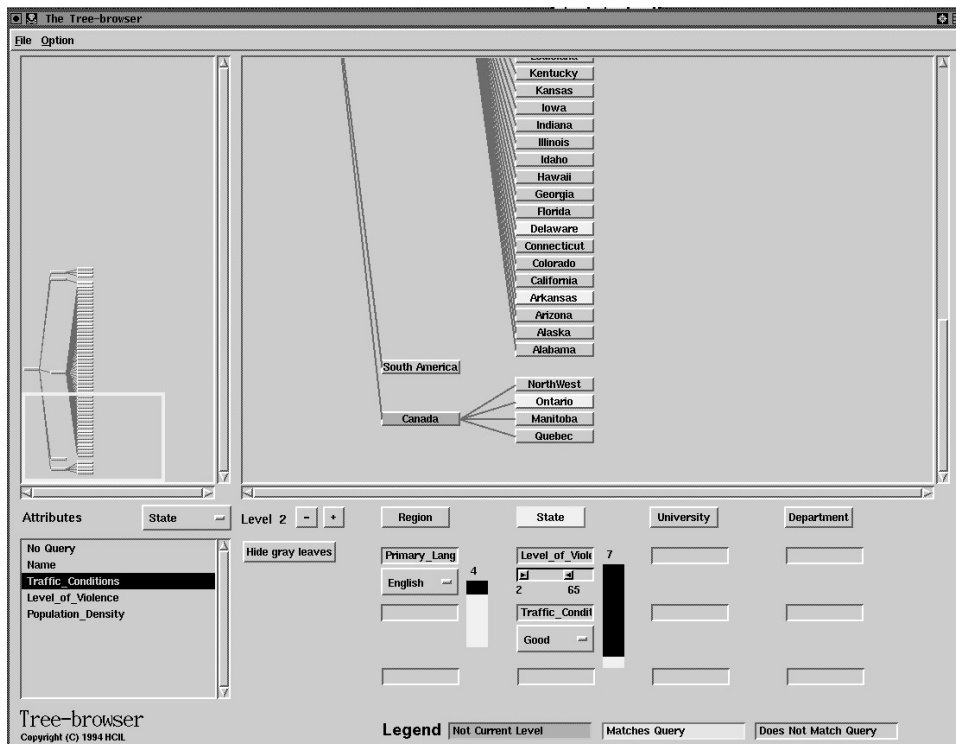 The Tree-browser
File Option
Louisiana
Kentucky
Kansas
Iowa
Indiana
Illinois
Idaho
Hawaii
Georgia
Florida
Delaware
Connecticut
Colorado
California
Arkansas
Arizona
Alaska
Alabama
South America
NorthWest
Ontario
Canada
Manitoba
Quebec
Attributes State Level 2 - + Region State University Department
No Query
Name
Traffic_Conditions
Level_of_Violence
Population_Density
Hide gray leaves
Primary_Lang
4
English
Level_of_Viole
7
2 65
Traffic_Condit
Good
Tree-browser
Copyright (C) 1994 HCIL
Legend Not Current Level Matches Query Does Not Match Query